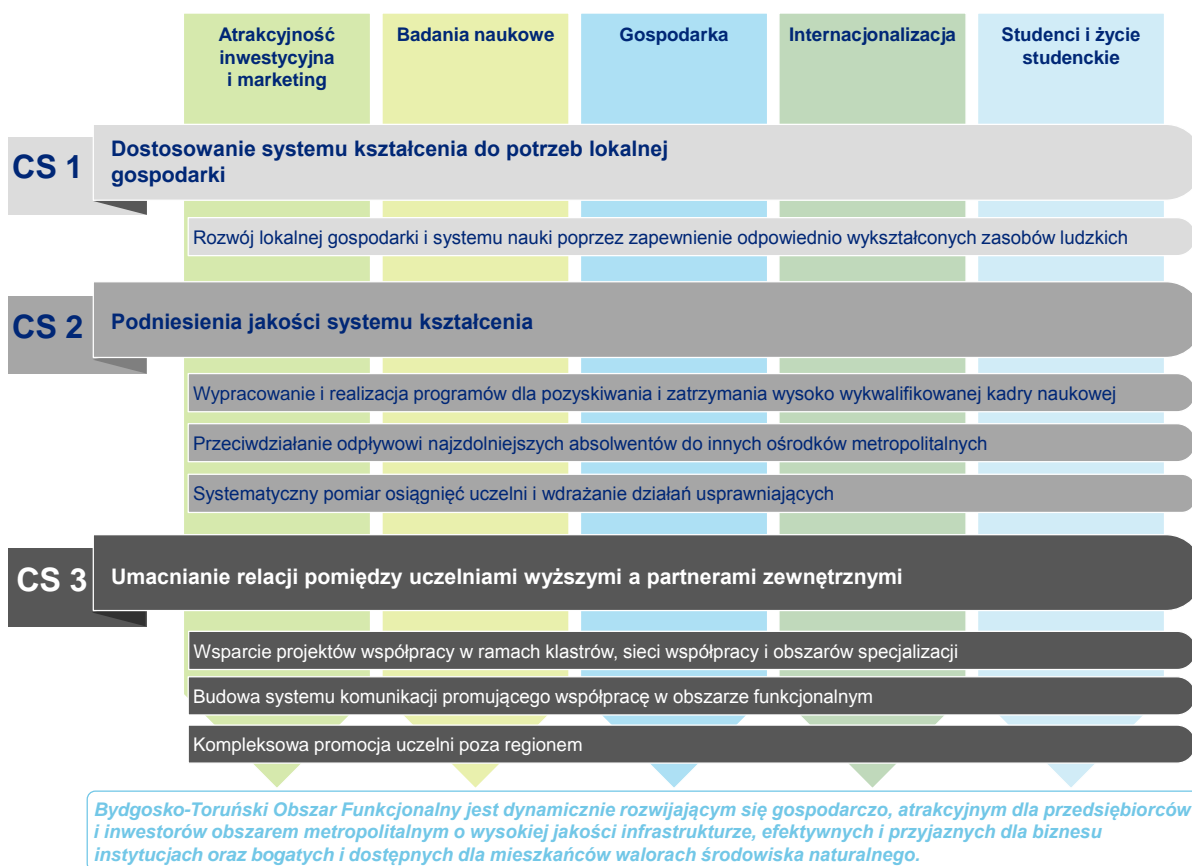 Atrakcyjność
inwestycyjna
i marketing
Badania naukowe
Gospodarka
Internacjonalizacja
Studenci i życie
studenckie
CS 1
Dostosowanie systemu kształcenia do potrzeb lokalnej
gospodarki
Rozwój lokalnej gospodarki i systemu nauki poprzez zapewnienie odpowiednio wykształconych zasobów ludzkich
CS 2
Podniesienia jakości systemu kształcenia
Wypracowanie i realizacja programów dla pozyskiwania i zatrzymania wysoko wykwalifikowanej kadry naukowej
Przeciwdziałanie odpływowi najzdolniejszych absolwentów do innych ośrodków metropolitalnych
Systematyczny pomiar osiągnięć uczelni i wdrażanie działań usprawniających
CS 3
Umacnianie relacji pomiędzy uczelniami wyższymi a partnerami zewnętrznymi
Wsparcie projektów współpracy w ramach klastrów, sieci współpracy i obszarów specjalizacji
Budowa systemu komunikacji promującego współpracę w obszarze funkcjonalnym
Kompleksowa promocja uczelni poza regionem
Bydgosko-Toruński Obszar Funkcjonalny jest dynamicznie rozwijającym się gospodarczo, atrakcyjnym dla przedsiębiorców
i inwestorów obszarem metropolitalnym o wysokiej jakości infrastrukturze, efektywnych i przyjaznych dla biznesu
instytucjach oraz bogatych i dostępnych dla mieszkańców walorach środowiska naturalnego.